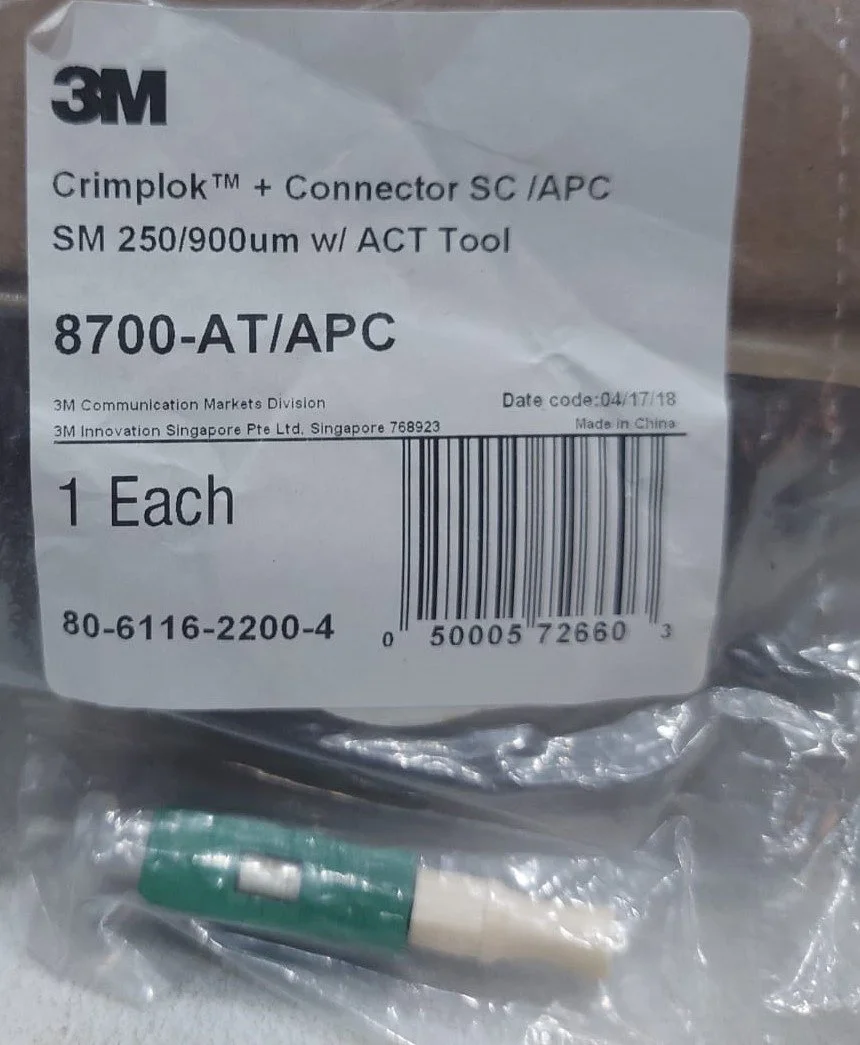 3M
Crimplok™ + Connector SC /APC
SM 250/900um w/ ACT Tool
8700-AT/APC
3M Communication Markets Division
3M Innovation Singapore Pte Ltd, Singapore 768923
Date code:04/17/18
Made in China
1 Each
80-6116-2200-4
0 50005 72660 3